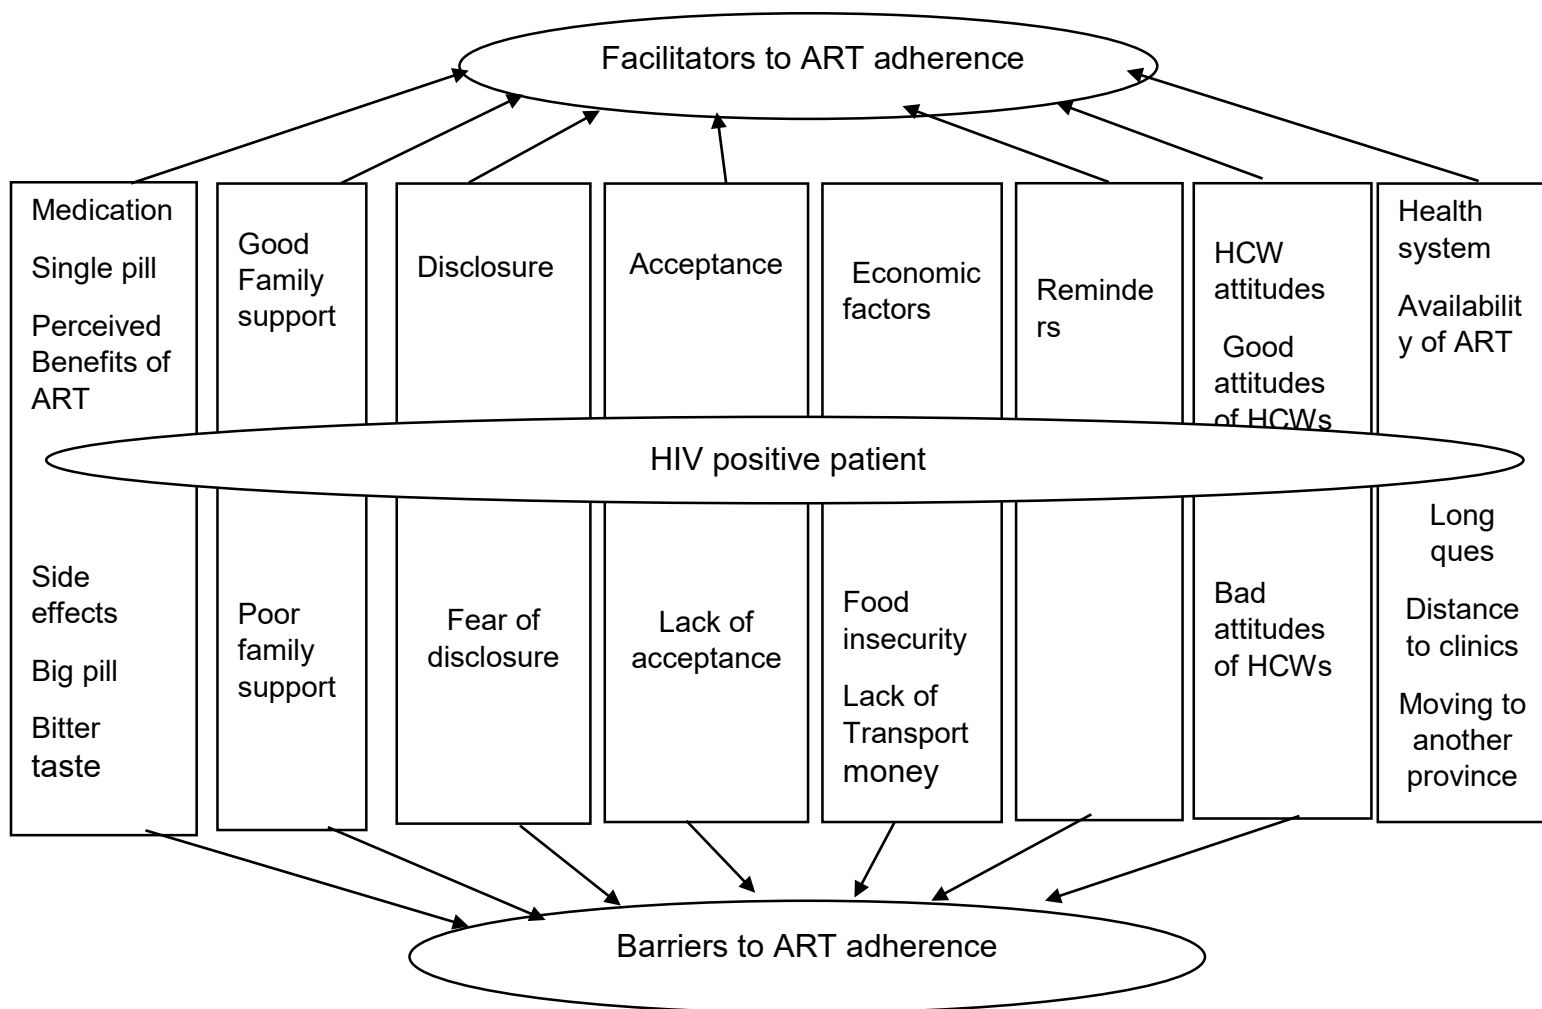 Facilitators to ART adherence
Medication
Single pill
Perceived
Benefits of
ART
Good
Family
support
Disclosure
Acceptance
Economic
factors
Reminde
rs
HCW
attitudes
Good
attitudes
of HCWs
Health
system
Availabilit
y of ART
HIV positive patient
Side
effects
Big pill
Bitter
taste
Poor
family
support
Fear of
disclosure
Lack of
acceptance
Food
insecurity
Lack of
Transport
money
Bad
attitudes
of HCWs
Long
ques
Distance
to clinics
Moving to
another
province
Barriers to ART adherence